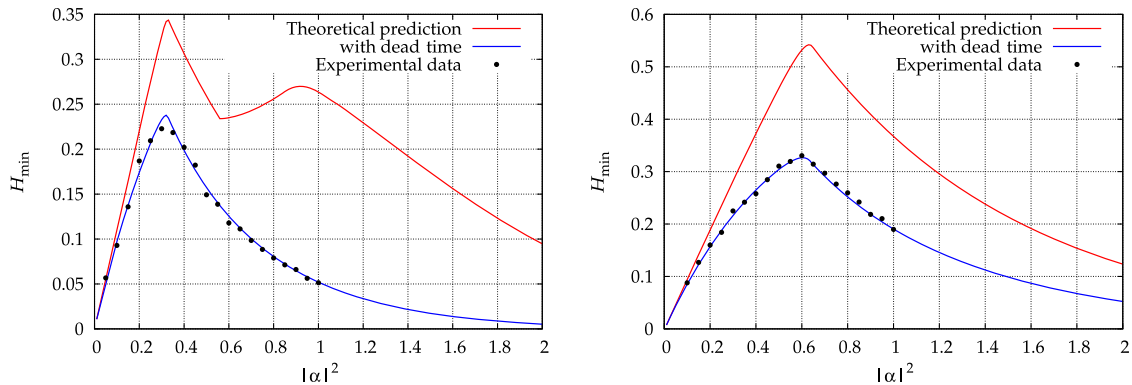 0.35
0.3
0.25
0.2
0.15
0.1
0.05
0
H_min
Theoretical prediction
with dead time
Experimental data
0 0.2 0.4 0.6 0.8 1 1.2 1.4 1.6 1.8 2
|α|²
0.6
0.5
0.4
0.3
0.2
0.1
0
H_min
Theoretical prediction
with dead time
Experimental data
0 0.2 0.4 0.6 0.8 1 1.2 1.4 1.6 1.8 2
|α|²